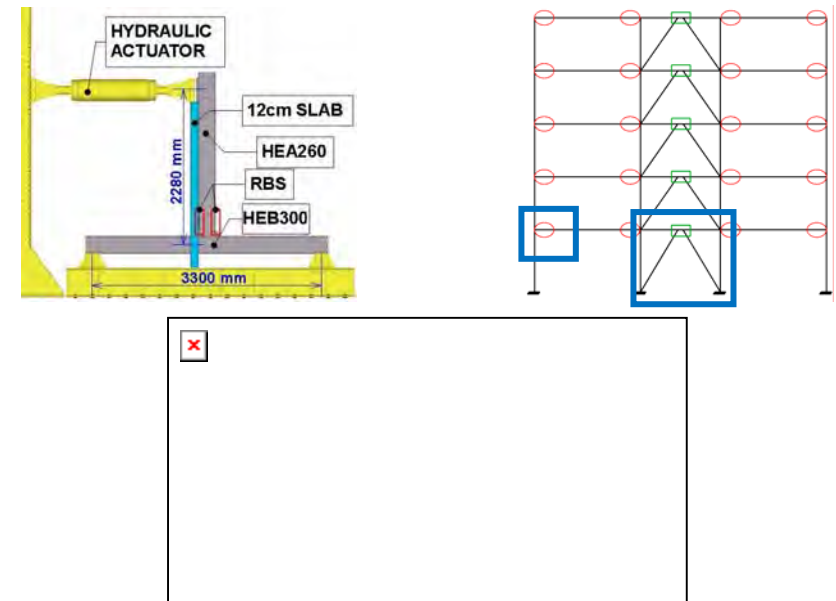 HYDRAULIC
ACTUATOR
12cm SLAB
HEA260
RBS
HEB300
2280 mm
3300 mm